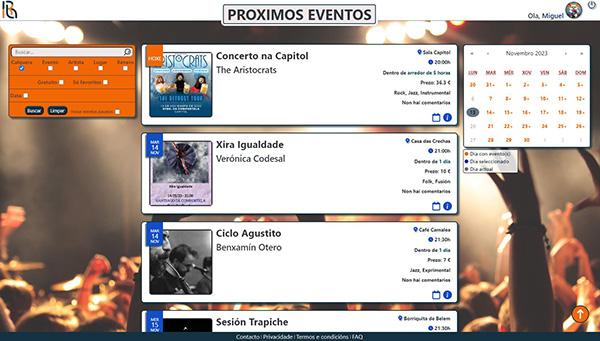 PROXIMOS EVENTOS
Ola, Miguel
Buscar...
Calquera Evento Artista Lugar Xénero
Gratuíto Só Favoritos
Data
Buscar Limpar
HOXE
ARISTOCRATS
Concerto na Capitol
The Aristocrats
Sala Capitol
20:00h
Dentro de arredor de 5 horas
Prezo: 36.3 €
Rock, Jazz, Instrumental
Non hai comentarios
MAR
14
NOV
Xira Igualdade
Xira Igualdade
Verónica Codesal
Casa das Crechas
21:00h
Dentro de 1 día
Prezo: 10 €
Folk, Fusión
Non hai comentarios
MAR
14
NOV
Ciclo Agustito
Benxamín Otero
Café Camalea
21:30h
Dentro de 1 día
Prezo: 7 €
Jazz, Exprimental
Non hai comentarios
MER
15
NOV
Sesión Trapiche
Borriquita de Belem
21:30h
« ‹ Novembro 2023 › »
LUN MAR MÉR XOV VEN SÁB DOM
30 31 1 2 3 4 5
6 7 8 9 10 11 12
13 14 15 16 17 18 19
20 21 22 23 24 25 26
27 28 29 30 1 2 3
Día con evento(s)
Día seleccionado
Día actual
Contacto | Privacidade | Termos e condicións | FAQ